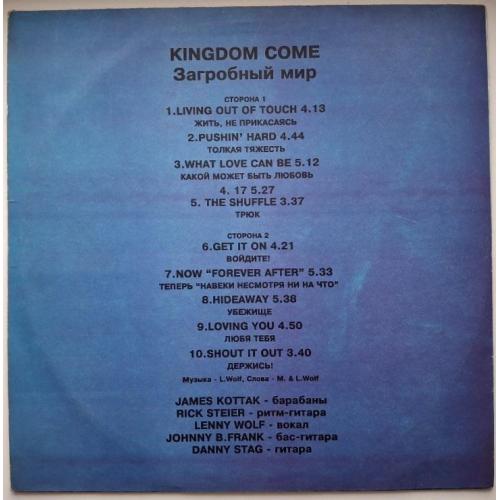 KINGDOM COME
Загробный мир
СТОРОНА 1
1.LIVING OUT OF TOUCH 4.13
ЖИТЬ, НЕ ПРИКАСАЯСЬ
2.PUSHIN' HARD 4.44
ТОЛКАЯ ТЯЖЕСТЬ
3.WHAT LOVE CAN BE 5.12
КАКОЙ МОЖЕТ БЫТЬ ЛЮБОВЬ
4. 17 5.27
5. THE SHUFFLE 3.37
ТРЮК
СТОРОНА 2
6.GET IT ON 4.21
ВОЙДИТЕ!
7.NOW "FOREVER AFTER" 5.33
ТЕПЕРЬ "НАВЕКИ НЕСМОТРЯ НИ НА ЧТО"
8.HIDEAWAY 5.38
УБЕЖИЩЕ
9.LOVING YOU 4.50
ЛЮБЯ ТЕБЯ
10.SHOUT IT OUT 3.40
ДЕРЖИСЬ!
Музыка - L.Wolf, Слова - M. & L.Wolf
JAMES KOTTAK - барабаны
RICK STEIER - ритм-гитара
LENNY WOLF - вокал
JOHNNY B.FRANK - бас-гитара
DANNY STAG - гитара